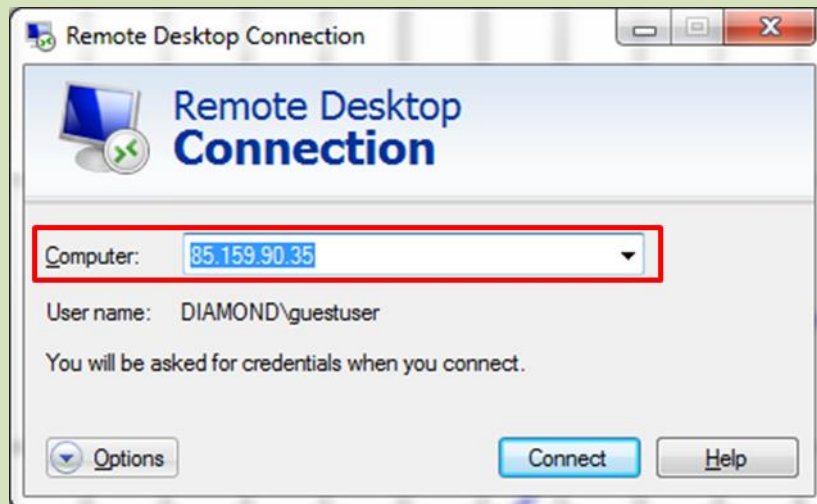 Remote Desktop Connection
Remote Desktop
Connection
Computer: 85.159.90.35
User name: DIAMOND\guestuser
You will be asked for credentials when you connect.
Options Connect Help